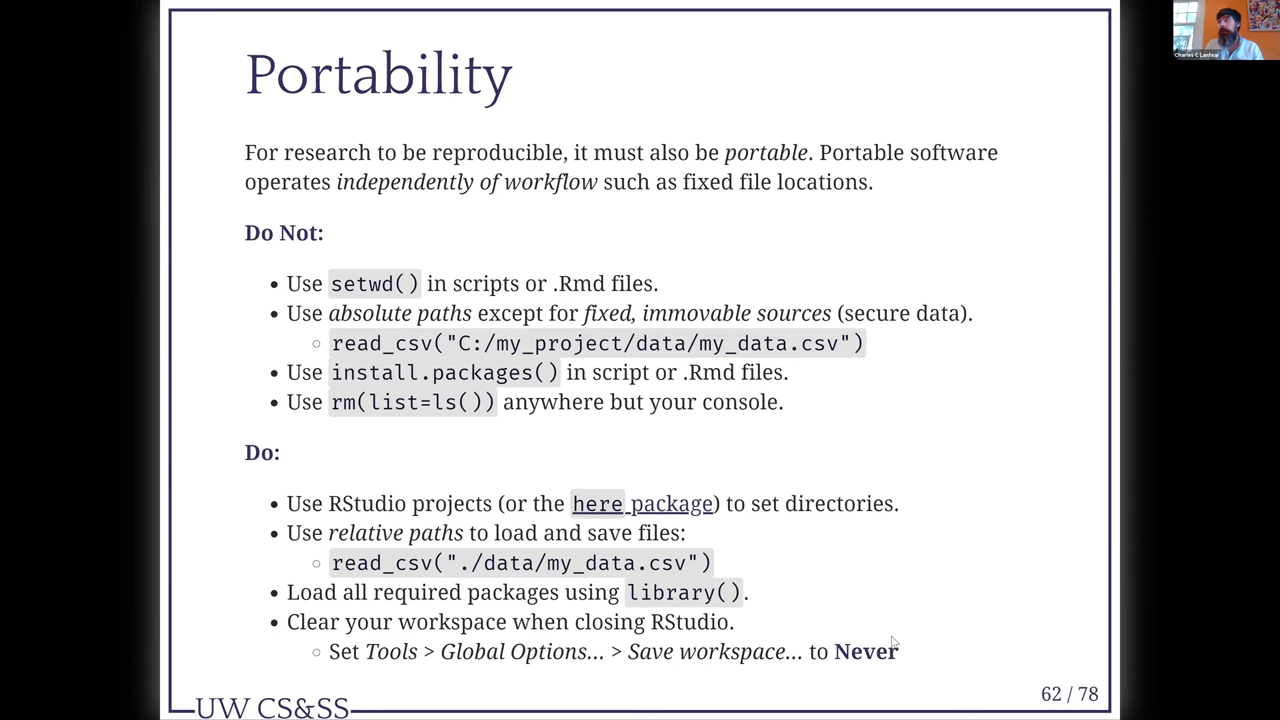 Portability
For research to be reproducible, it must also be portable. Portable software
operates independently of workflow such as fixed file locations.
Do Not:
• Use setwd() in scripts or .Rmd files.
• Use absolute paths except for fixed, immovable sources (secure data).
○ read_csv("C:/my_project/data/my_data.csv")
• Use install.packages() in script or .Rmd files.
• Use rm(list=ls()) anywhere but your console.
Do:
• Use RStudio projects (or the here package) to set directories.
• Use relative paths to load and save files:
○ read_csv("./data/my_data.csv")
• Load all required packages using library().
• Clear your workspace when closing RStudio.
○ Set Tools > Global Options... > Save workspace... to Never
UW CS&SS
62 / 78
Charles C Lanfear